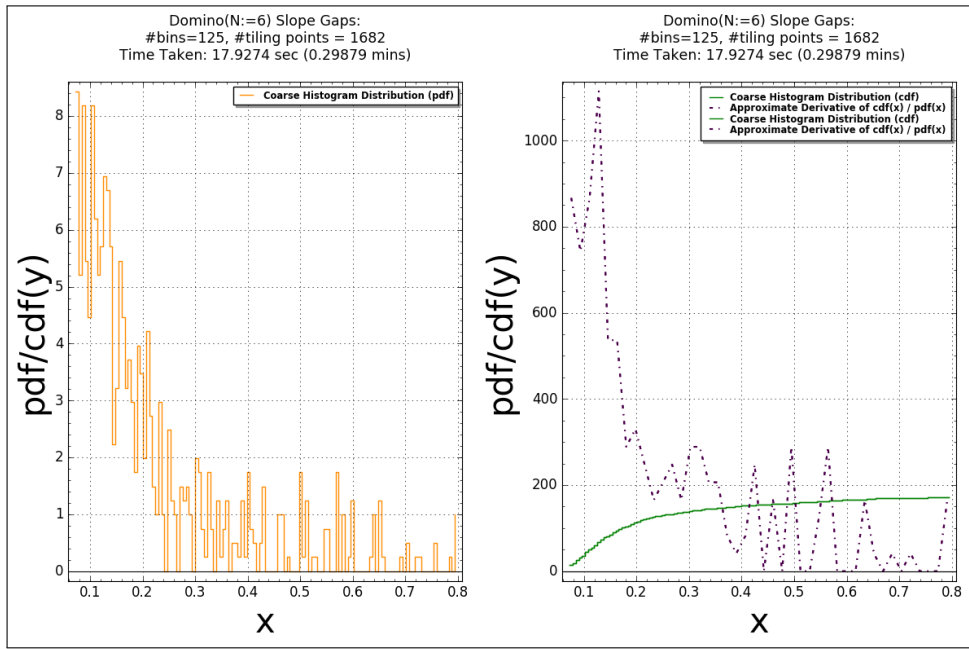 Domino(N:=6) Slope Gaps:
#bins=125, #tiling points = 1682
Time Taken: 17.9274 sec (0.29879 mins)
Coarse Histogram Distribution (pdf)
8
7
6
5
4
3
2
1
0
pdf/cdf(y)
0.1 0.2 0.3 0.4 0.5 0.6 0.7 0.8
x
Domino(N:=6) Slope Gaps:
#bins=125, #tiling points = 1682
Time Taken: 17.9274 sec (0.29879 mins)
Coarse Histogram Distribution (cdf)
Approximate Derivative of cdf(x) / pdf(x)
Coarse Histogram Distribution (cdf)
Approximate Derivative of cdf(x) / pdf(x)
1000
800
600
400
200
0
pdf/cdf(y)
0.1 0.2 0.3 0.4 0.5 0.6 0.7 0.8
x